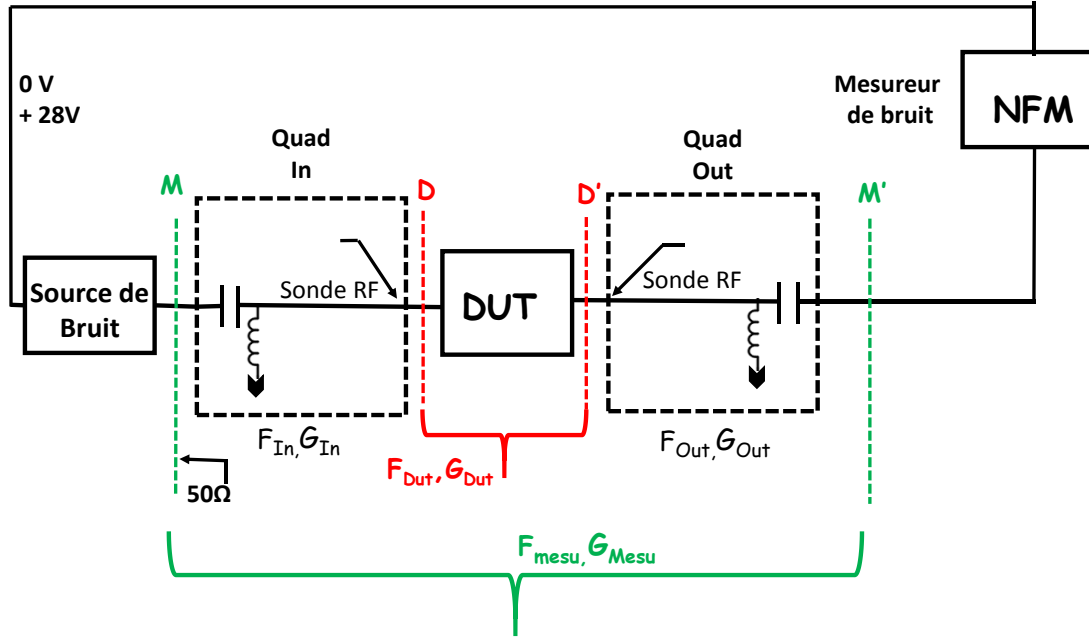 0 V
+ 28V
Mesureur
de bruit
NFM
Quad
In
Quad
Out
M
D
D'
M'
Source de
Bruit
Sonde RF
DUT
Sonde RF
F_In, G_In
F_Out, G_Out
F_Dut, G_Dut
50Ω
F_mesu, G_Mesu